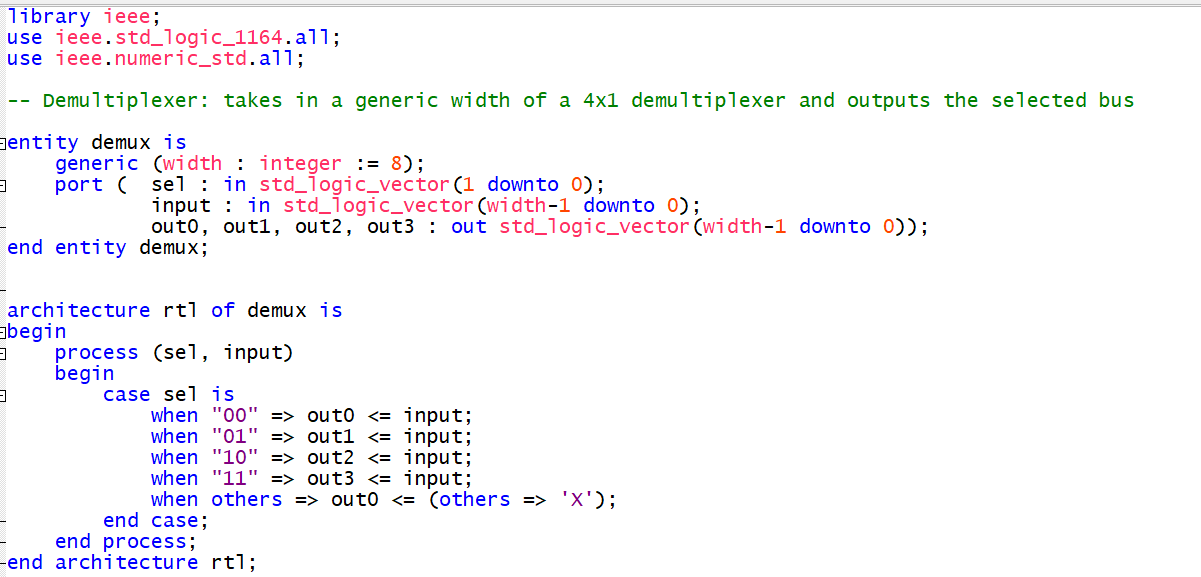 library ieee;
use ieee.std_logic_1164.all;
use ieee.numeric_std.all;
-- Demultiplexer: takes in a generic width of a 4x1 demultiplexer and outputs the selected bus
entity demux is
    generic (width : integer := 8);
    port (  sel : in std_logic_vector(1 downto 0);
            input : in std_logic_vector(width-1 downto 0);
            out0, out1, out2, out3 : out std_logic_vector(width-1 downto 0));
end entity demux;
architecture rtl of demux is
begin
    process (sel, input)
    begin
        case sel is
            when "00" => out0 <= input;
            when "01" => out1 <= input;
            when "10" => out2 <= input;
            when "11" => out3 <= input;
            when others => out0 <= (others => 'X');
        end case;
    end process;
end architecture rtl;